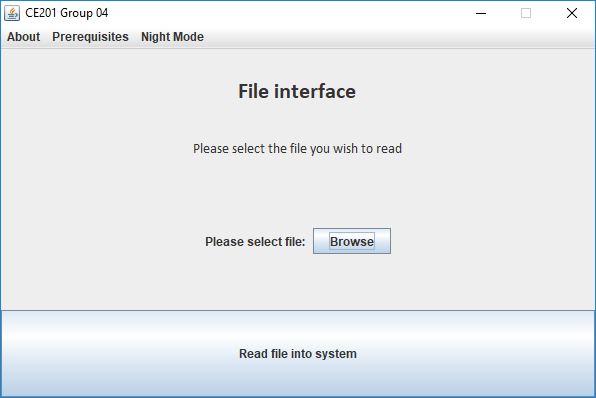 CE201 Group 04
About Prerequisites Night Mode
File interface
Please select the file you wish to read
Please select file: Browse
Read file into system